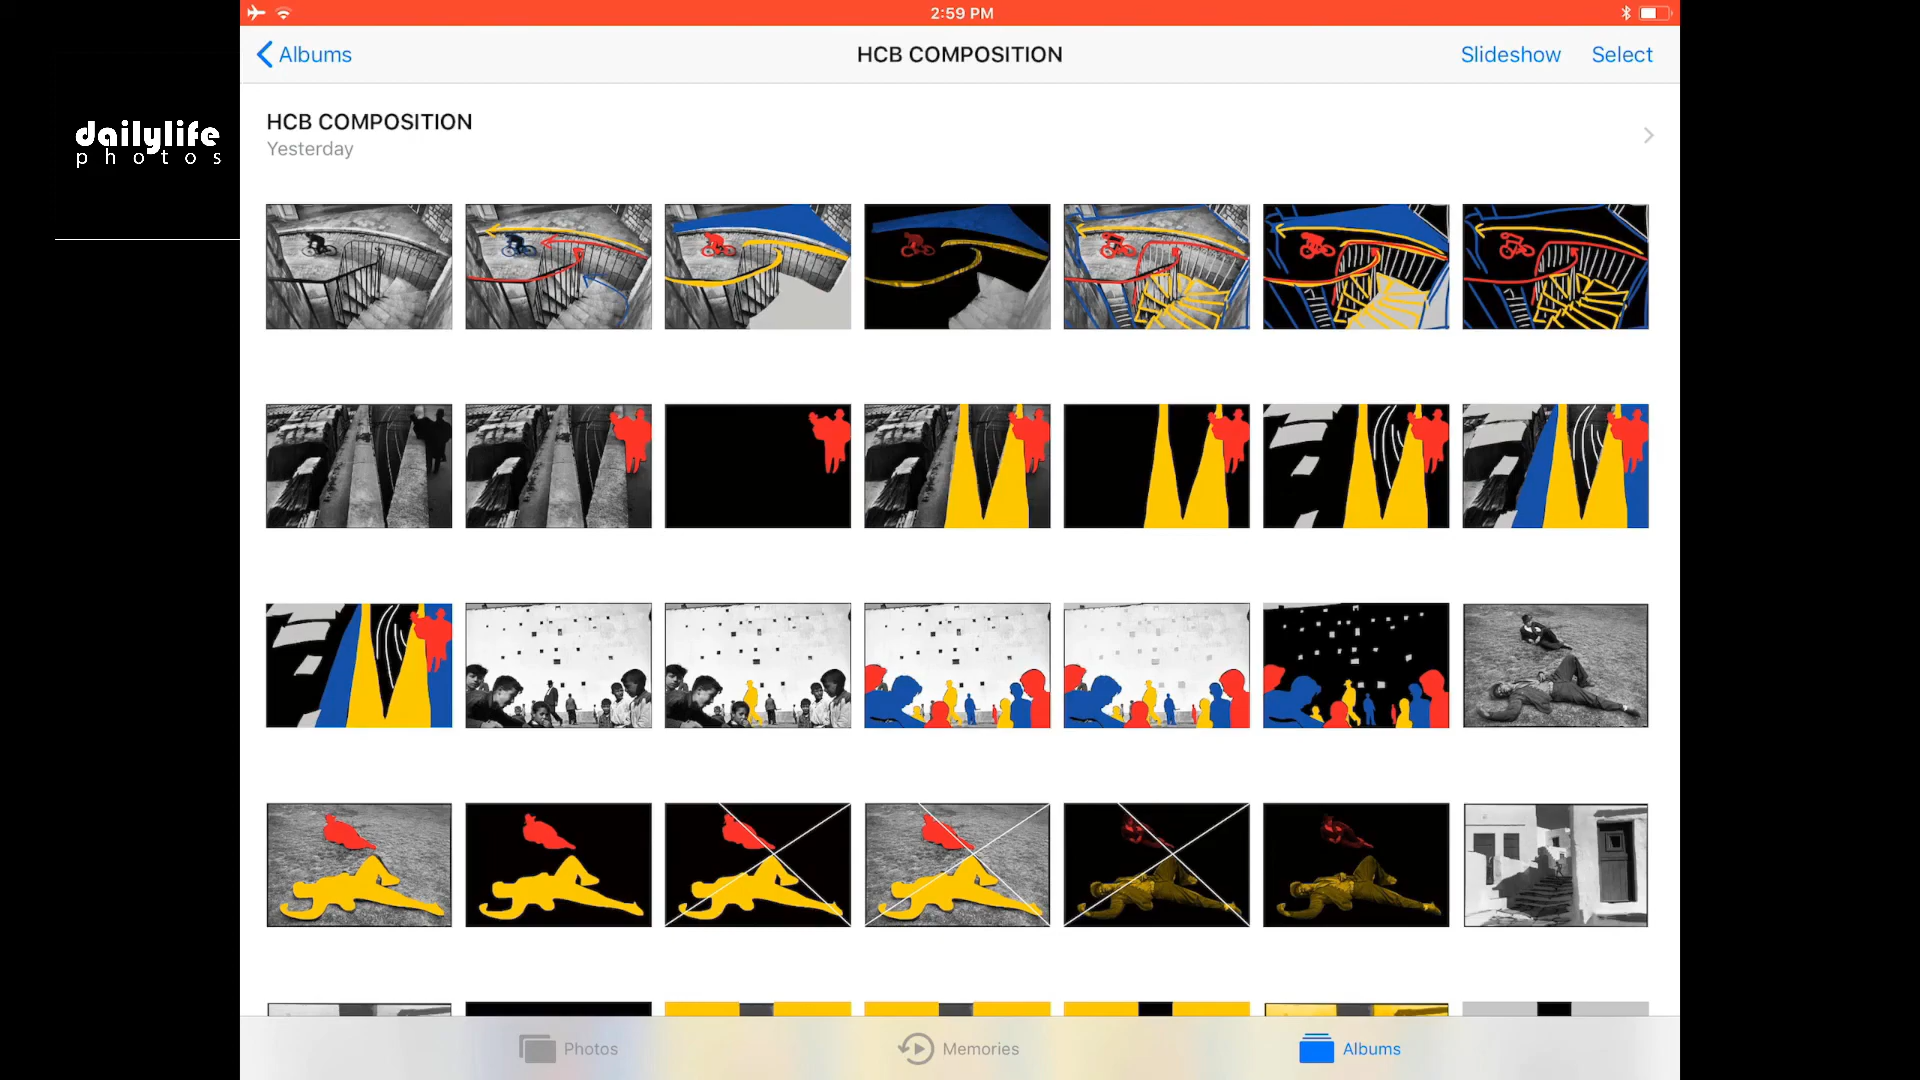 2:59 PM
Albums
HCB COMPOSITION
Slideshow
Select
dailylife
photos
HCB COMPOSITION
Yesterday
Photos
Memories
Albums